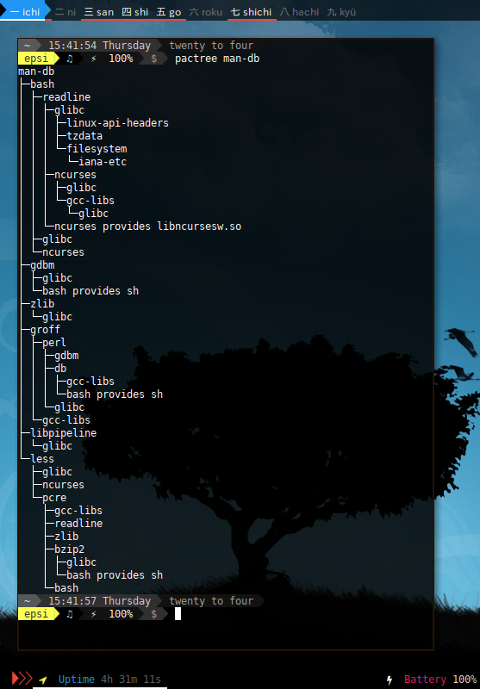 一 ichi 二 ni 三 san 四 shi 五 go 六 roku 七 shichi 八 hachi 九 kyū
~ 15:41:54 Thursday twenty to four
epsi ♫ ⚡ 100% $ pactree man-db
man-db
├─bash
│ ├─readline
│ │ ├─glibc
│ │ │ ├─linux-api-headers
│ │ │ ├─tzdata
│ │ │ └─filesystem
│ │ │   └─iana-etc
│ │ ├─ncurses
│ │ │ ├─glibc
│ │ │ └─gcc-libs
│ │ │   └─glibc
│ │ └─ncurses provides libncursesw.so
│ ├─glibc
│ └─ncurses
├─gdbm
│ ├─glibc
│ └─bash provides sh
├─zlib
│ └─glibc
├─groff
│ ├─perl
│ │ ├─gdbm
│ │ ├─db
│ │ │ ├─gcc-libs
│ │ │ └─bash provides sh
│ │ └─glibc
│ └─gcc-libs
├─libpipeline
│ └─glibc
└─less
  ├─glibc
  ├─ncurses
  └─pcre
    ├─gcc-libs
    ├─readline
    ├─zlib
    ├─bzip2
    │ ├─glibc
    │ └─bash provides sh
    └─bash
~ 15:41:57 Thursday twenty to four
epsi ♫ ⚡ 100% $
Uptime 4h 31m 11s Battery 100%